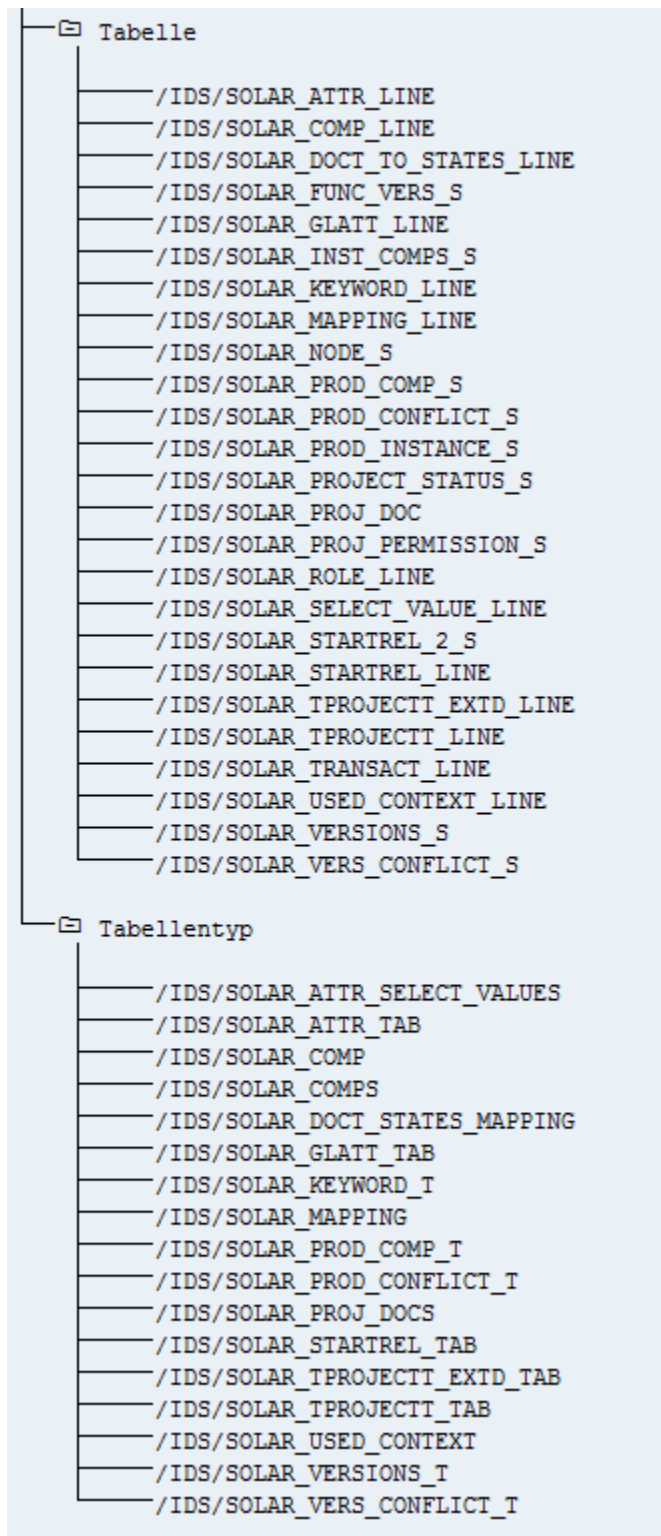 Tabelle
/IDS/SOLAR_ATTR_LINE
/IDS/SOLAR_COMP_LINE
/IDS/SOLAR_DOCT_TO_STATES_LINE
/IDS/SOLAR_FUNC_VERS_S
/IDS/SOLAR_GLATT_LINE
/IDS/SOLAR_INST_COMPS_S
/IDS/SOLAR_KEYWORD_LINE
/IDS/SOLAR_MAPPING_LINE
/IDS/SOLAR_NODE_S
/IDS/SOLAR_PROD_COMP_S
/IDS/SOLAR_PROD_CONFLICT_S
/IDS/SOLAR_PROD_INSTANCE_S
/IDS/SOLAR_PROJECT_STATUS_S
/IDS/SOLAR_PROJ_DOC
/IDS/SOLAR_PROJ_PERMISSION_S
/IDS/SOLAR_ROLE_LINE
/IDS/SOLAR_SELECT_VALUE_LINE
/IDS/SOLAR_STARTREL_2_S
/IDS/SOLAR_STARTREL_LINE
/IDS/SOLAR_TPROJECTT_EXTD_LINE
/IDS/SOLAR_TPROJECTT_LINE
/IDS/SOLAR_TRANSACT_LINE
/IDS/SOLAR_USED_CONTEXT_LINE
/IDS/SOLAR_VERSIONS_S
/IDS/SOLAR_VERS_CONFLICT_S
Tabellentyp
/IDS/SOLAR_ATTR_SELECT_VALUES
/IDS/SOLAR_ATTR_TAB
/IDS/SOLAR_COMP
/IDS/SOLAR_COMPS
/IDS/SOLAR_DOCT_STATES_MAPPING
/IDS/SOLAR_GLATT_TAB
/IDS/SOLAR_KEYWORD_T
/IDS/SOLAR_MAPPING
/IDS/SOLAR_PROD_COMP_T
/IDS/SOLAR_PROD_CONFLICT_T
/IDS/SOLAR_PROJ_DOCS
/IDS/SOLAR_STARTREL_TAB
/IDS/SOLAR_TPROJECTT_EXTD_TAB
/IDS/SOLAR_TPROJECTT_TAB
/IDS/SOLAR_USED_CONTEXT
/IDS/SOLAR_VERSIONS_T
/IDS/SOLAR_VERS_CONFLICT_T